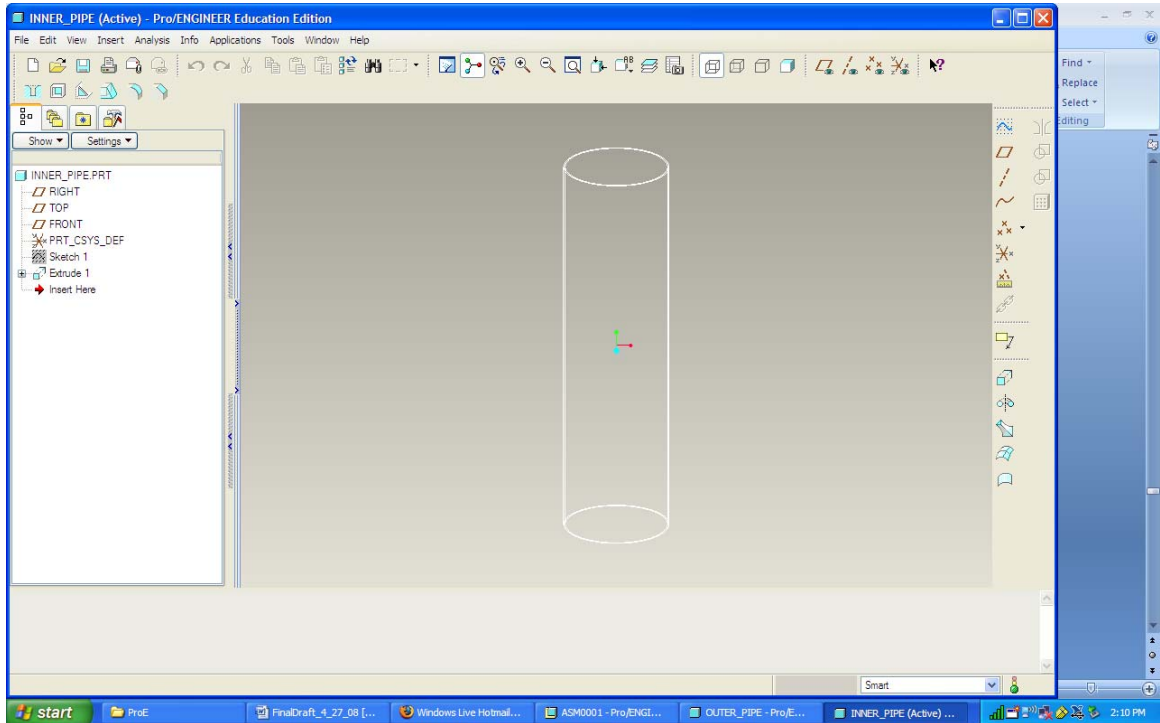 INNER_PIPE (Active) - Pro/ENGINEER Education Edition
File Edit View Insert Analysis Info Applications Tools Window Help
Find
Replace
Select
Editing
Show Settings
INNER_PIPE.PRT
RIGHT
TOP
FRONT
PRT_CSYS_DEF
Sketch 1
Extrude 1
Insert Here
Smart
start ProE FinalDraft_4_27_08 [... Windows Live Hotmail... ASM0001 - Pro/ENGI... OUTER_PIPE - Pro/E... INNER_PIPE (Active) ... 2:10 PM